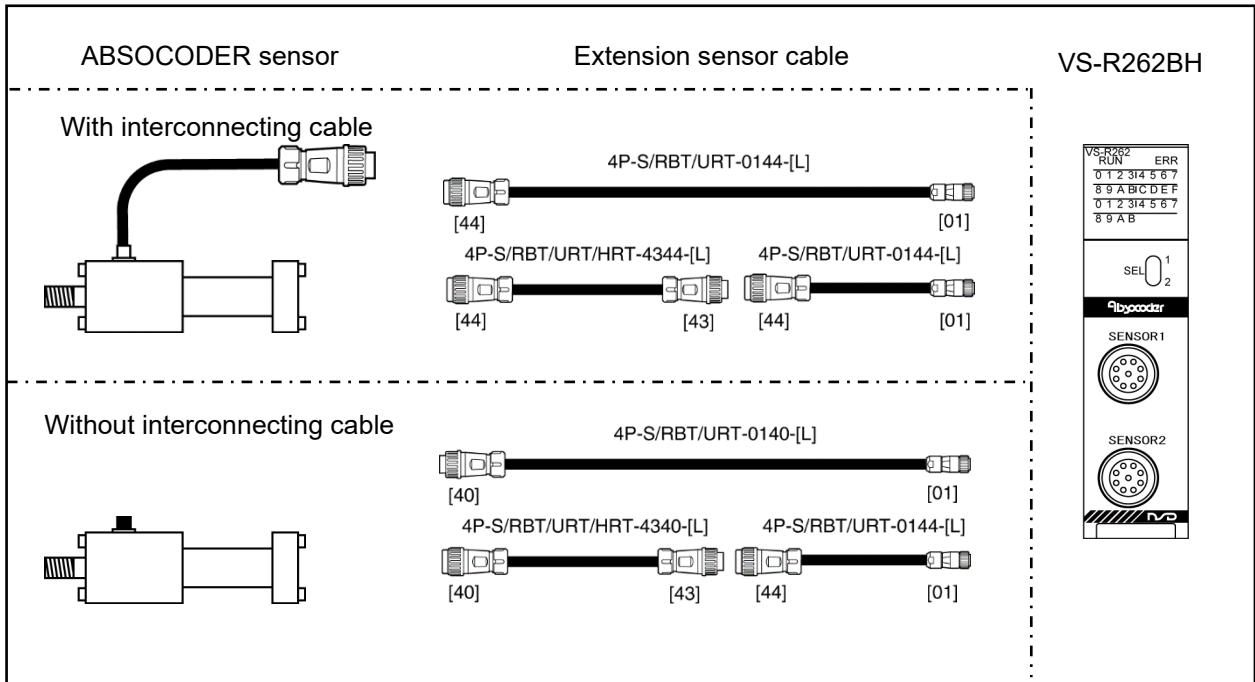 ABSOCODER sensor
Extension sensor cable
VS-R262BH
With interconnecting cable
4P-S/RBT/URT-0144-[L]
[44]
[01]
4P-S/RBT/URT/HRT-4344-[L]
4P-S/RBT/URT-0144-[L]
[44]
[43]
[44]
[01]
Without interconnecting cable
4P-S/RBT/URT-0140-[L]
[40]
[01]
4P-S/RBT/URT/HRT-4340-[L]
4P-S/RBT/URT-0144-[L]
[40]
[43]
[44]
[01]
VS-R262
RUN ERR
0 1 2 3 4 5 6 7
8 9 A B C D E F
0 1 2 3 4 5 6 7
8 9 A B
SEL
1
2
Absocoder
SENSOR1
SENSOR2
NSD